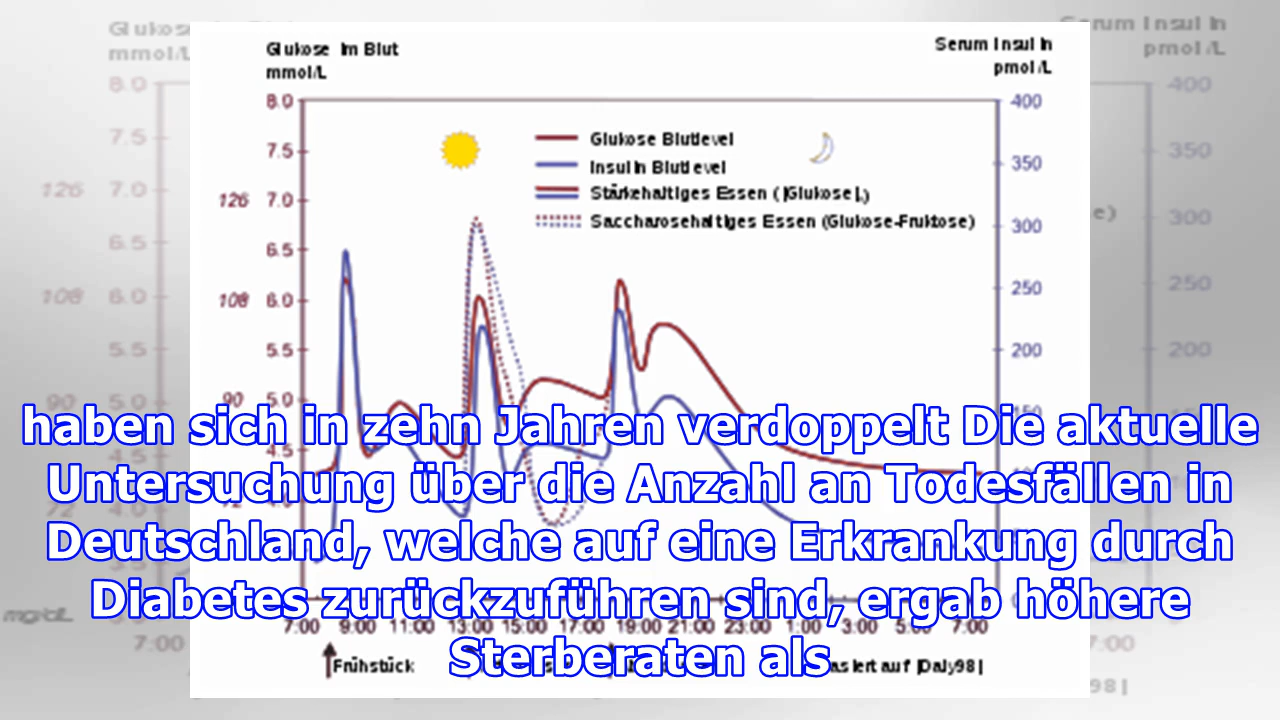 Glukose im Blut
mmol/L
Serum Insulin
pmol/L
8.0
400
7.5
350
126
7.0
300
6.5
250
108
6.0
200
5.5
90
5.0
4.5
Glukose Blutlevel
Insulin Blutlevel
Stärkehaltiges Essen
Saccharosehaltiges Essen (Glukose-Fruktose)
haben sich in zehn Jahren verdoppelt Die aktuelle
Untersuchung über die Anzahl an Todesfällen in
Deutschland, welche auf eine Erkrankung durch
Diabetes zurückzuführen sind, ergab höhere
Sterberaten als
7:00 9:00 11:00 13:00 15:00 17:00 19:00 21:00 23:00 1:00 3:00 5:00 7:00
Frühstück
auf [Daly98]